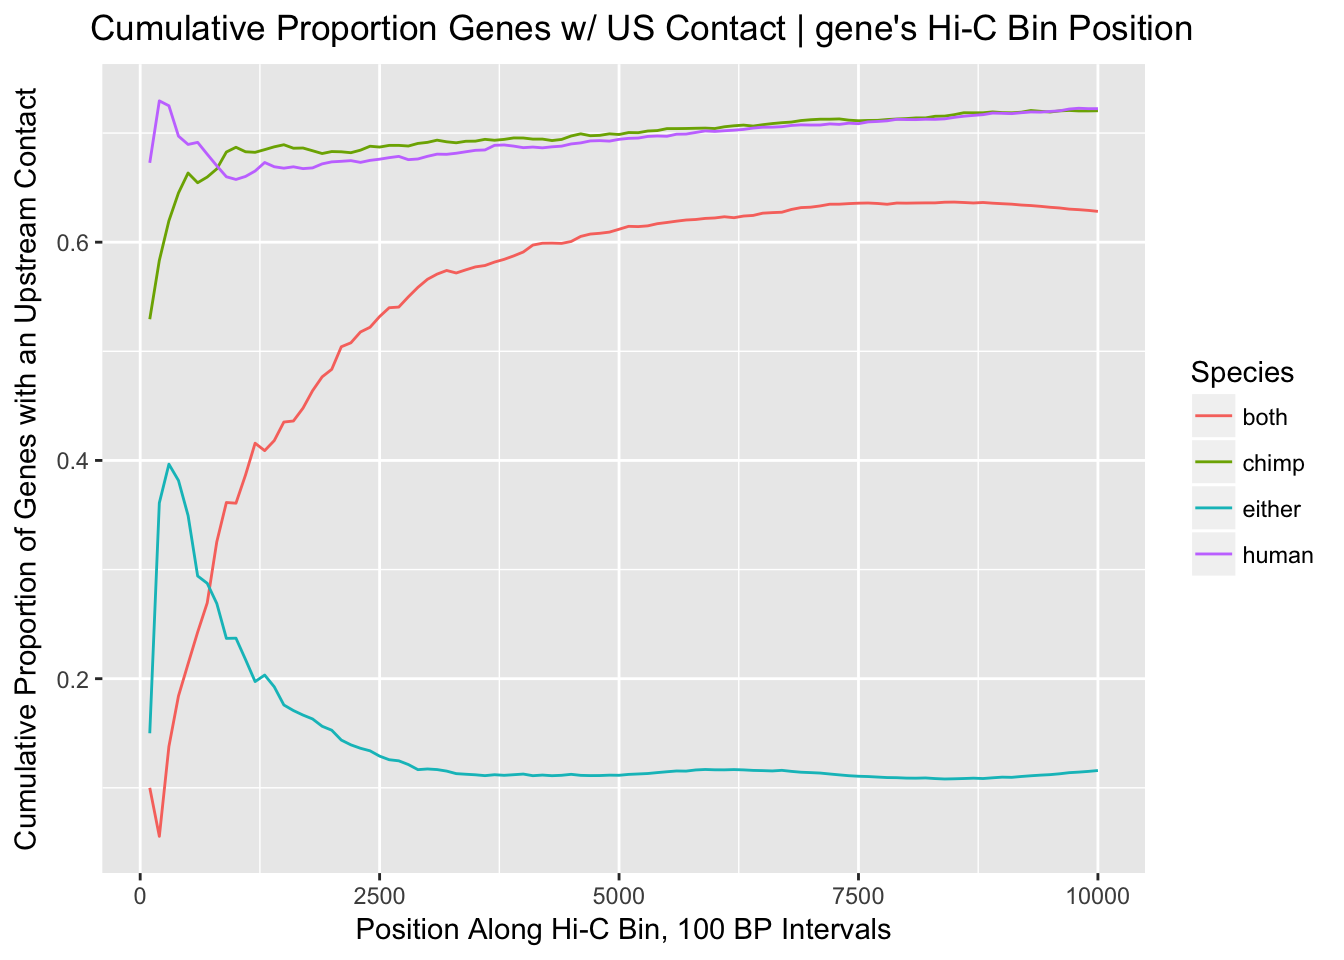 Cumulative Proportion Genes w/ US Contact | gene's Hi-C Bin Position
Cumulative Proportion of Genes with an Upstream Contact
0.6
0.4
0.2
0
2500
5000
7500
10000
Position Along Hi-C Bin, 100 BP Intervals
Species
both
chimp
either
human